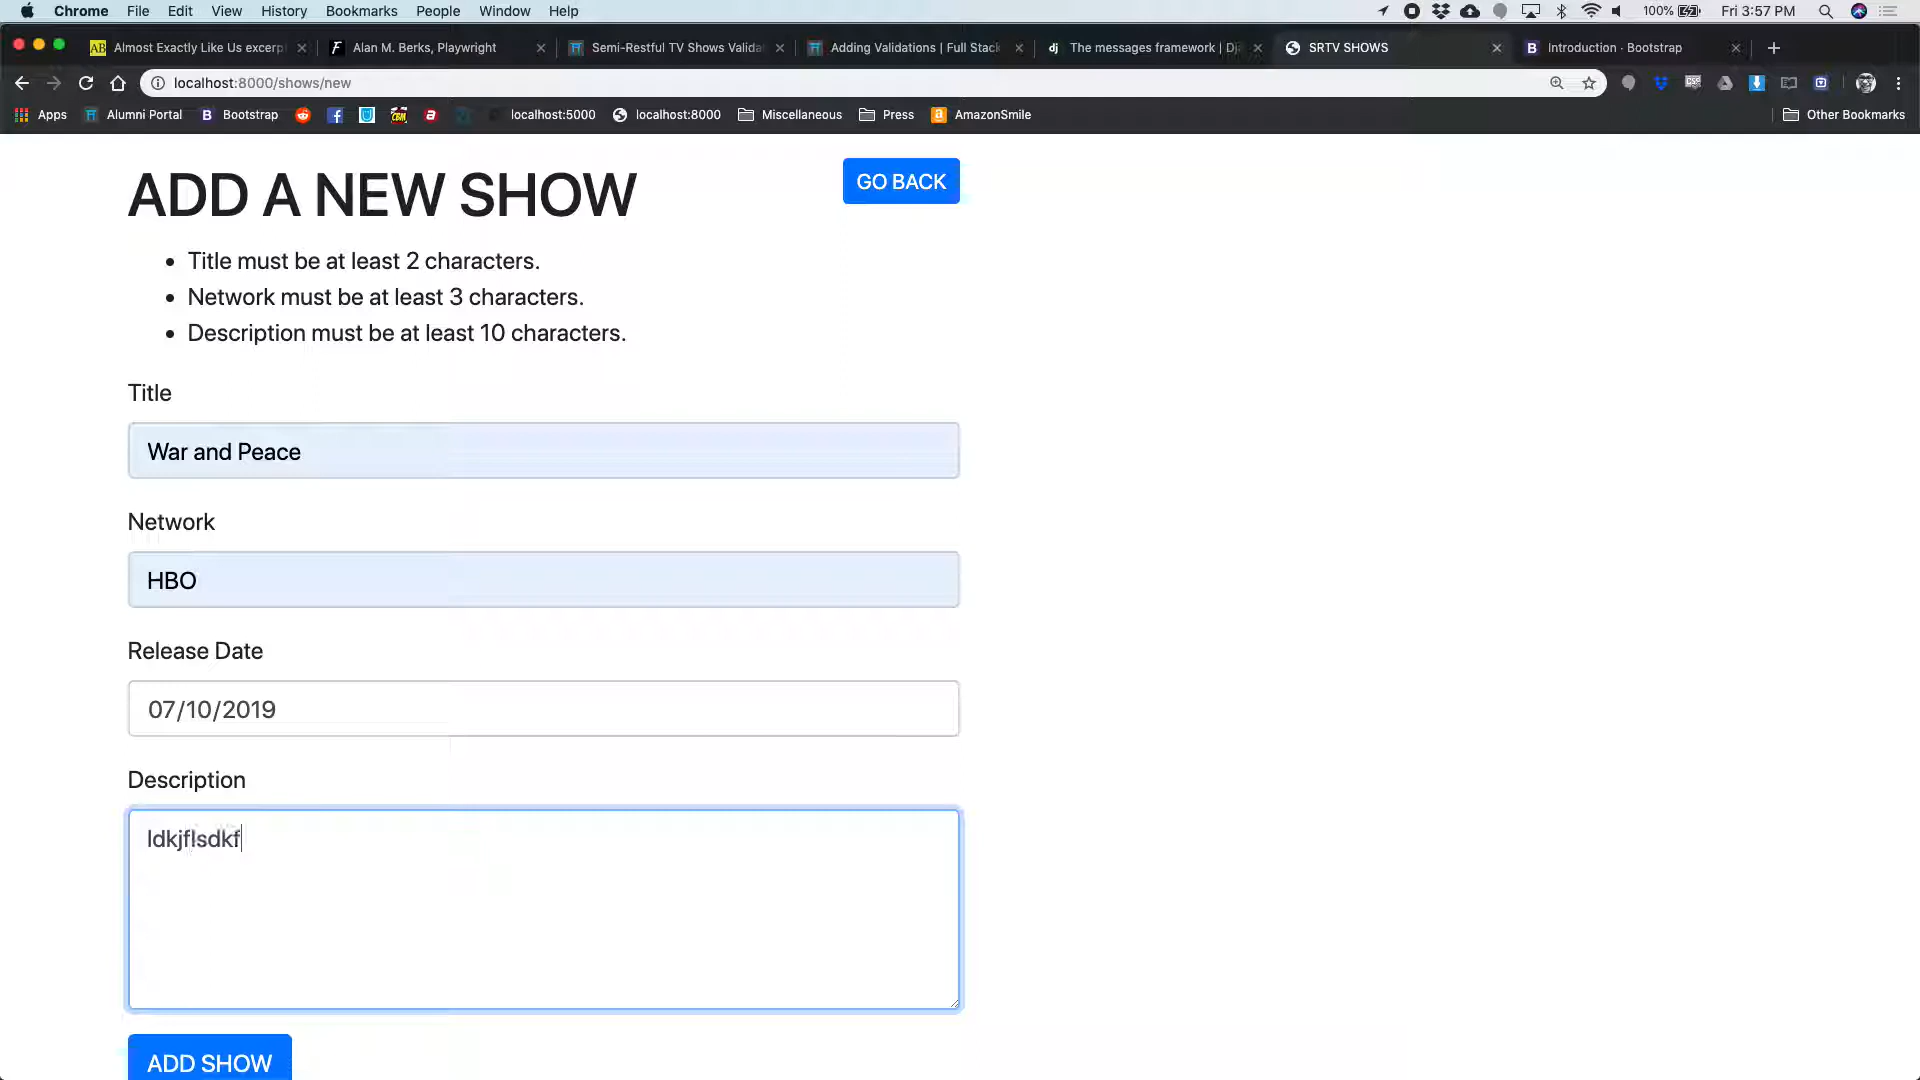 Chrome File Edit View History Bookmarks People Window Help 100% Fri 3:57 PM
AB Almost Exactly Like Us excerp F Alan M. Berks, Playwright Semi-Restful TV Shows Valida Adding Validations | Full Stack dj The messages framework | Dj SRTV SHOWS B Introduction · Bootstrap
localhost:8000/shows/new
Apps Alumni Portal B Bootstrap localhost:5000 localhost:8000 Miscellaneous Press AmazonSmile Other Bookmarks
ADD A NEW SHOW GO BACK
• Title must be at least 2 characters.
• Network must be at least 3 characters.
• Description must be at least 10 characters.
Title
War and Peace
Network
HBO
Release Date
07/10/2019
Description
ldkjflsdkf
ADD SHOW